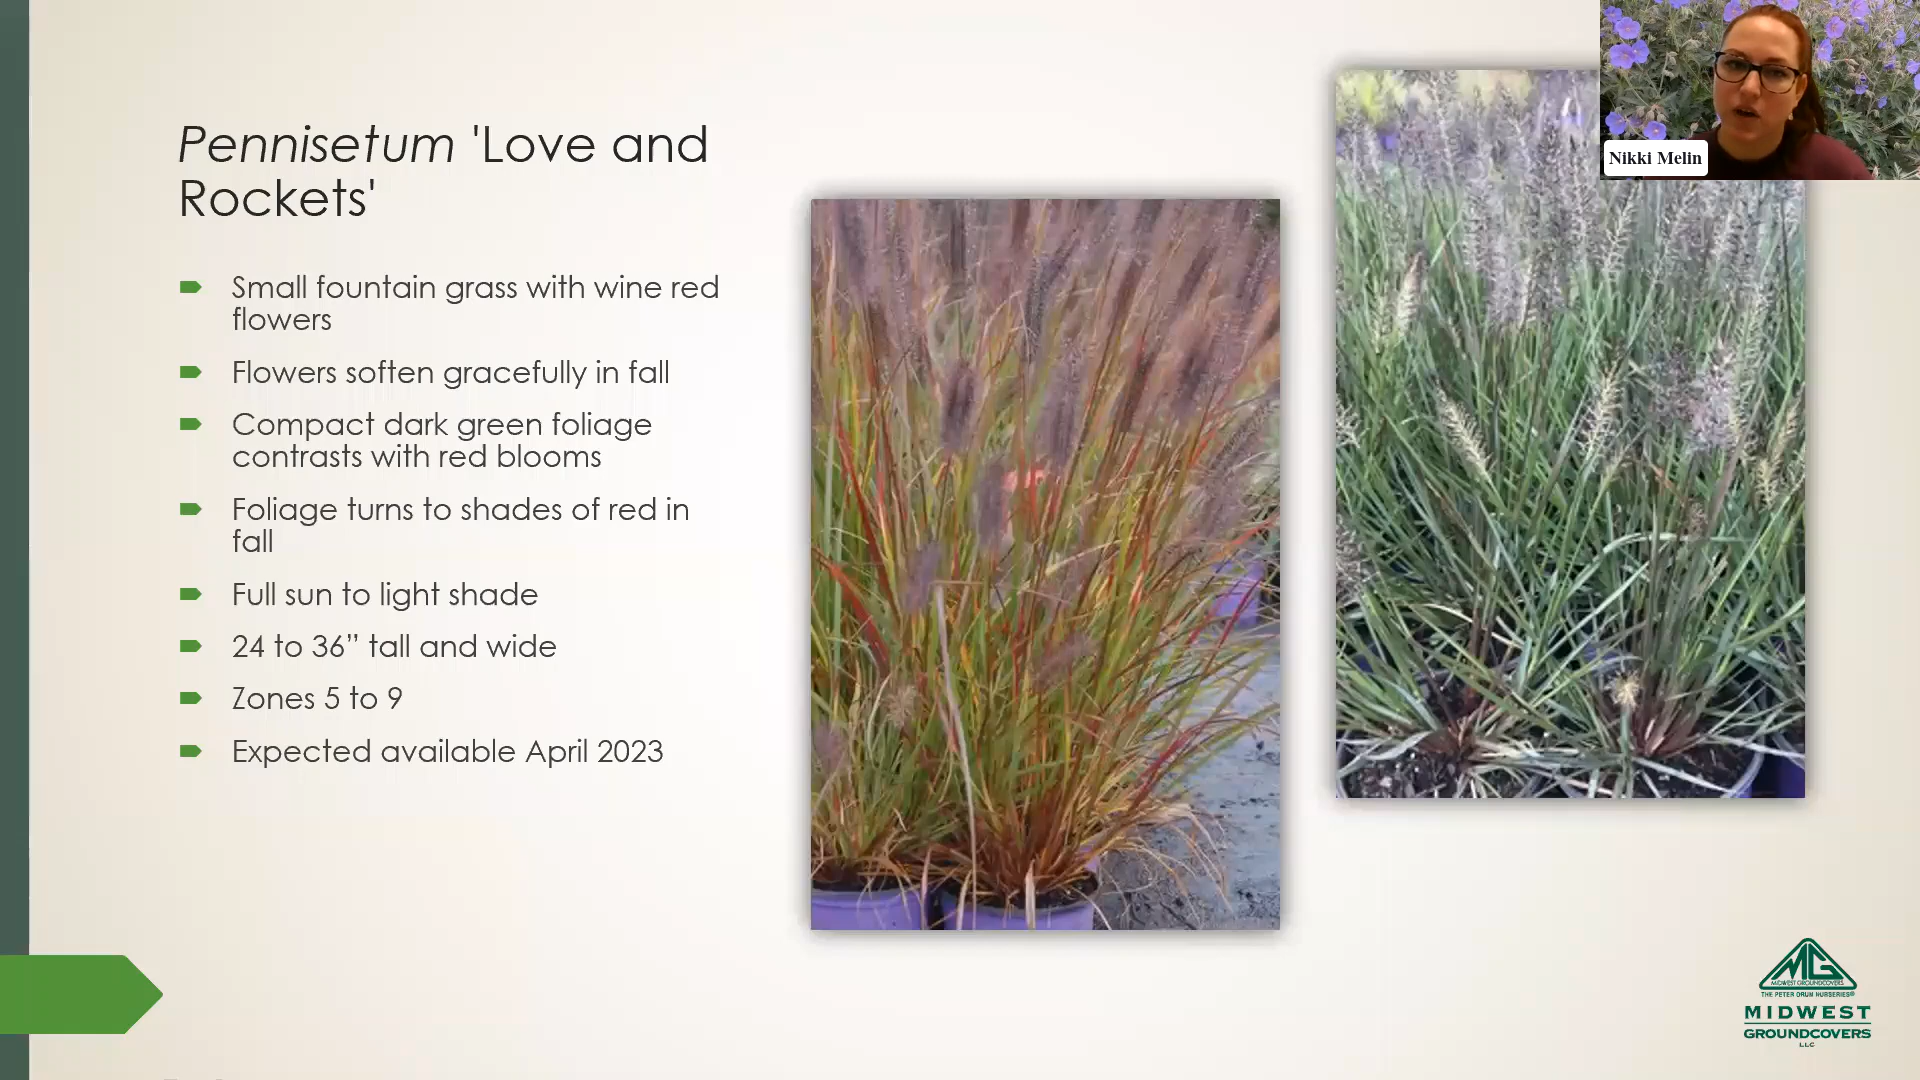 Pennisetum 'Love and
Rockets'
Small fountain grass with wine red
flowers
Flowers soften gracefully in fall
Compact dark green foliage
contrasts with red blooms
Foliage turns to shades of red in
fall
Full sun to light shade
24 to 36” tall and wide
Zones 5 to 9
Expected available April 2023
Nikki Melin
MG
MIDWEST GROUNDCOVERS
THE PETER ORUM NURSERIES®
MIDWEST
GROUNDCOVERS
LLC